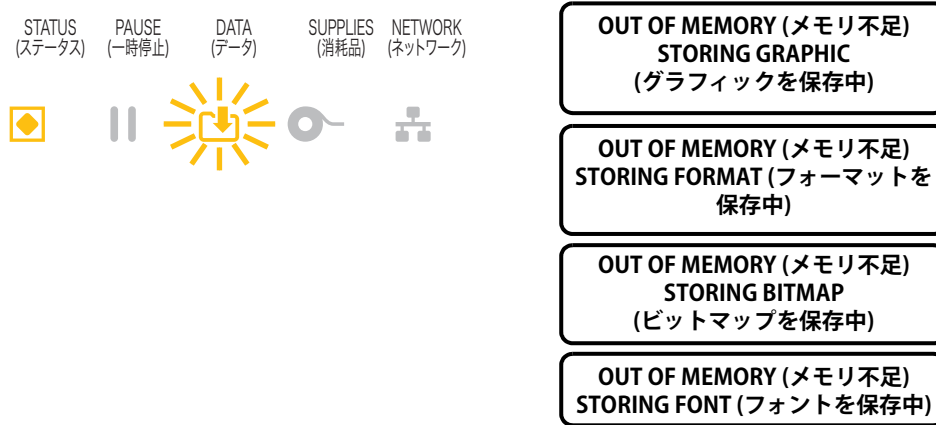 STATUS
(ステータス)
PAUSE
(一時停止)
DATA
(データ)
SUPPLIES
(消耗品)
NETWORK
(ネットワーク)
OUT OF MEMORY (メモリ不足)
STORING GRAPHIC
(グラフィックを保存中)
OUT OF MEMORY (メモリ不足)
STORING FORMAT (フォーマットを
保存中)
OUT OF MEMORY (メモリ不足)
STORING BITMAP
(ビットマップを保存中)
OUT OF MEMORY (メモリ不足)
STORING FONT (フォントを保存中)